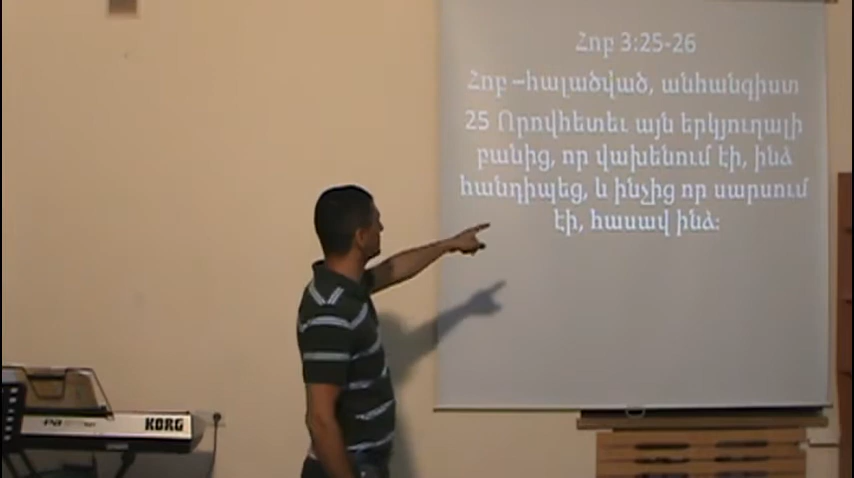 Հոբ 3:25-26
Հոբ –հալածված, անհանգիստ
25 Որովհետեւ այն երկյուղալի
բանից, որ վախենում էի, ինձ
հանդիպեց, և ինչից որ սարսում
էի, հասավ ինձ:
KORG